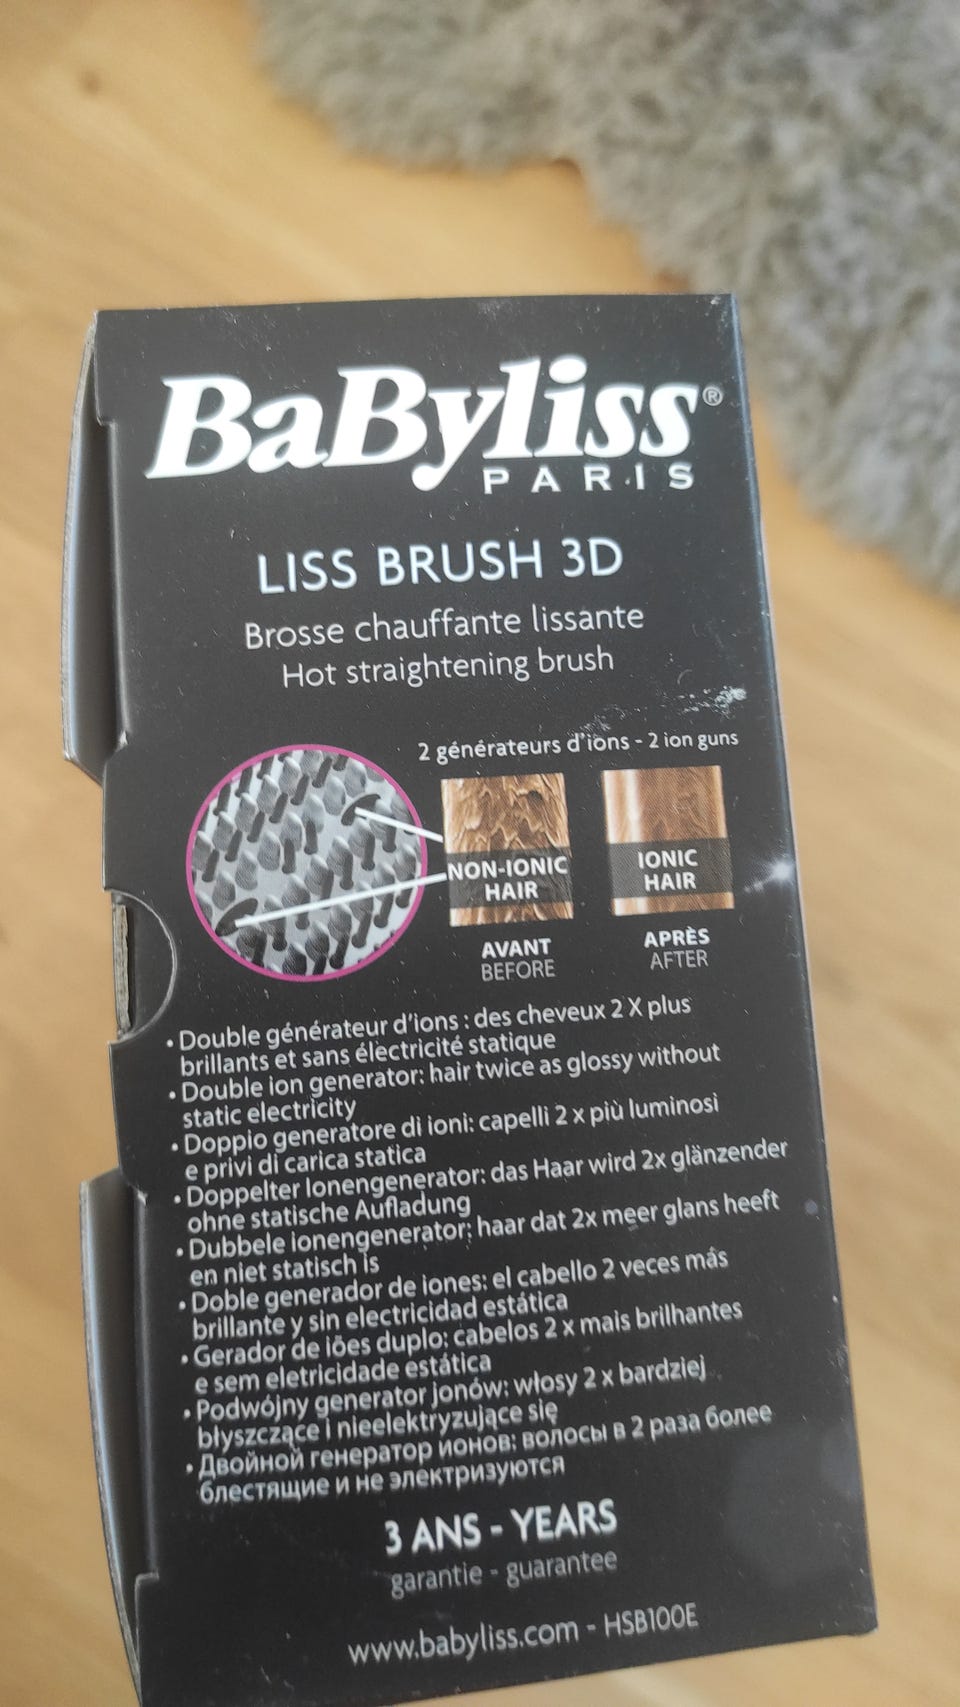 BaByliss®
PARIS
LISS BRUSH 3D
Brosse chauffante lissante
Hot straightening brush
2 générateurs d'ions - 2 ion guns
NON-IONIC
HAIR
IONIC
HAIR
AVANT
BEFORE
APRÈS
AFTER
• Double générateur d'ions : des cheveux 2 X plus
brillants et sans électricité statique
• Double ion generator: hair twice as glossy without
static electricity
• Doppio generatore di ioni: capelli 2 x più luminosi
e privi di carica statica
• Doppelter Ionengenerator: das Haar wird 2x glänzender
ohne statische Aufladung
• Dubbele ionengenerator: haar dat 2x meer glans heeft
en niet statisch is
• Doble generador de iones: el cabello 2 veces más
brillante y sin electricidad estática
• Gerador de iões duplo: cabelos 2 x mais brilhantes
e sem eletricidade estática
• Podwójny generator jonów: włosy 2 x bardziej
błyszczące i nieelektryzujące się
• Двойной генератор ионов: волосы в 2 раза более
блестящие и не электризуются
3 ANS - YEARS
garantie - guarantee
www.babyliss.com - HSB100E